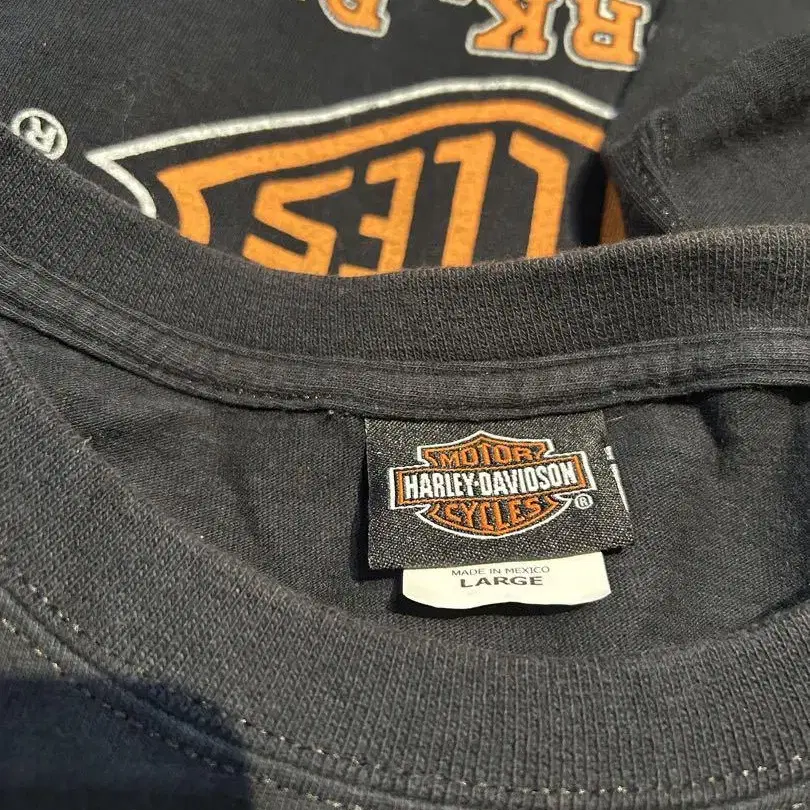 ®
MOTOR
HARLEY-DAVIDSON
CYCLES
®
MADE IN MEXICO
LARGE